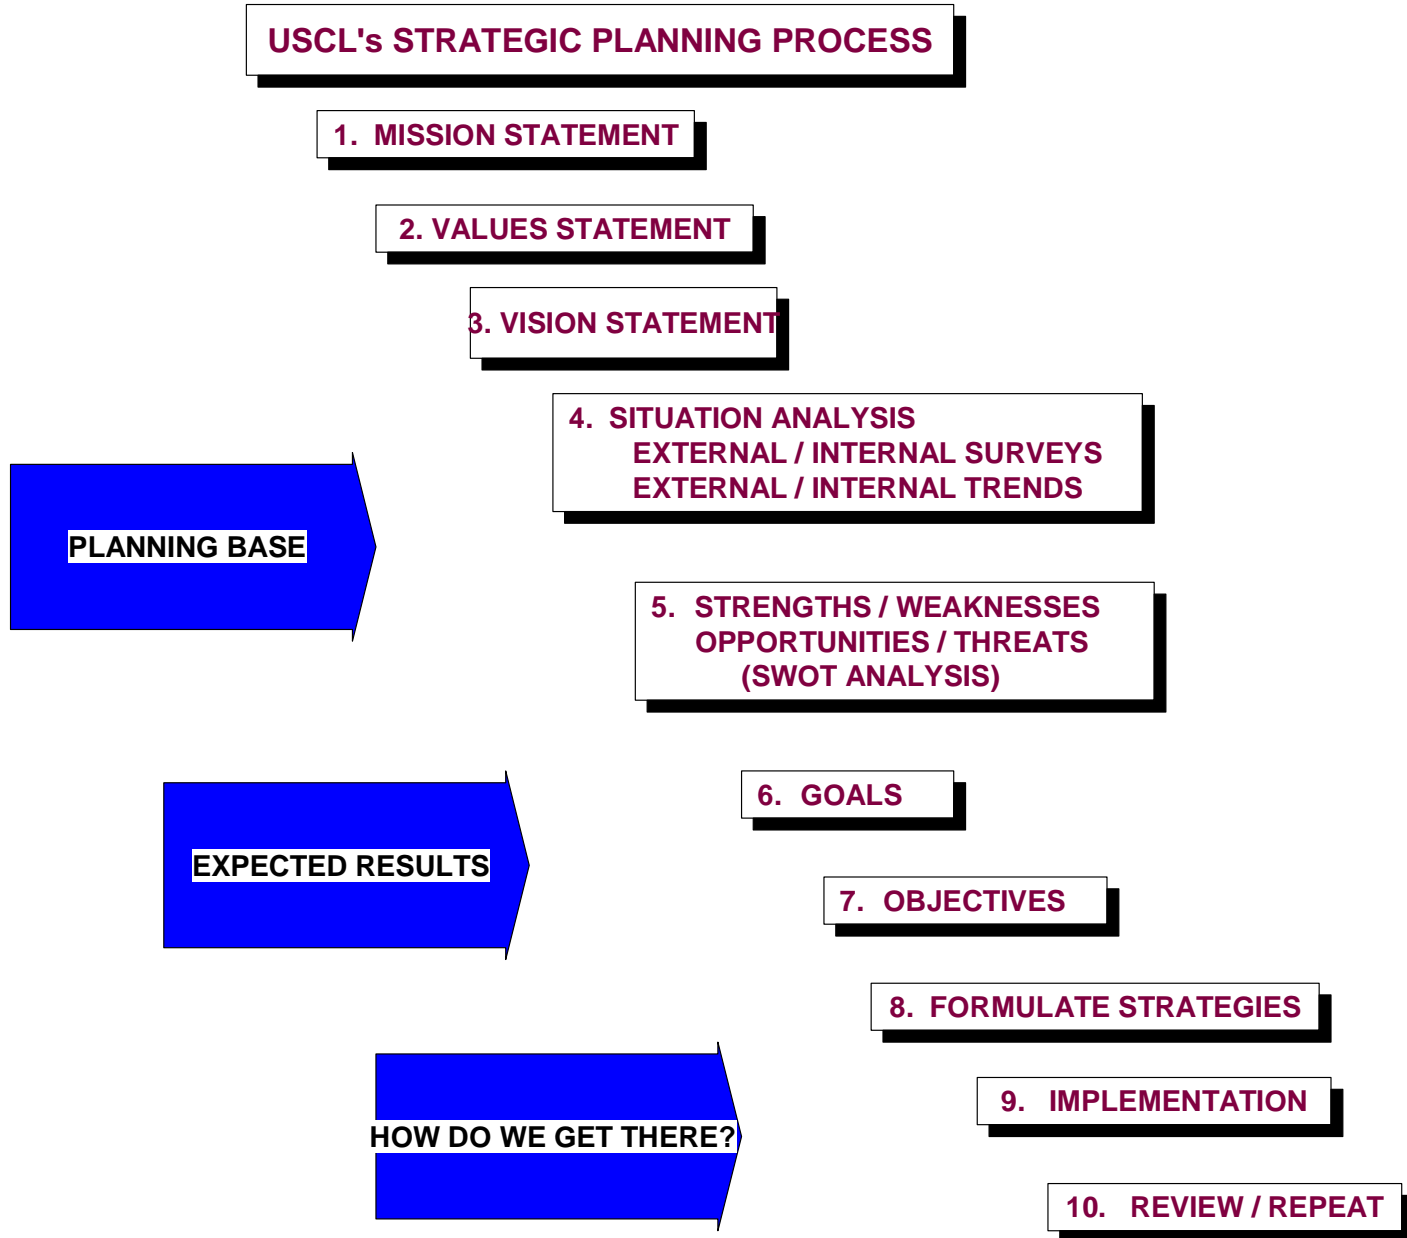 USCL's STRATEGIC PLANNING PROCESS
1. MISSION STATEMENT
2. VALUES STATEMENT
3. VISION STATEMENT
4. SITUATION ANALYSIS
EXTERNAL / INTERNAL SURVEYS
EXTERNAL / INTERNAL TRENDS
PLANNING BASE
5. STRENGTHS / WEAKNESSES
OPPORTUNITIES / THREATS
(SWOT ANALYSIS)
6. GOALS
EXPECTED RESULTS
7. OBJECTIVES
8. FORMULATE STRATEGIES
9. IMPLEMENTATION
HOW DO WE GET THERE?
10. REVIEW / REPEAT